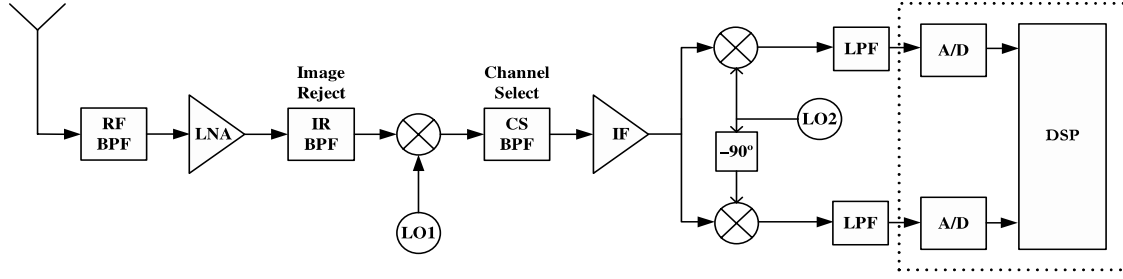 Image
Reject
Channel
Select
RF
BPF
LNA
IR
BPF
CS
BPF
IF
LO1
LPF
A/D
LO2
−90º
DSP
LPF
A/D